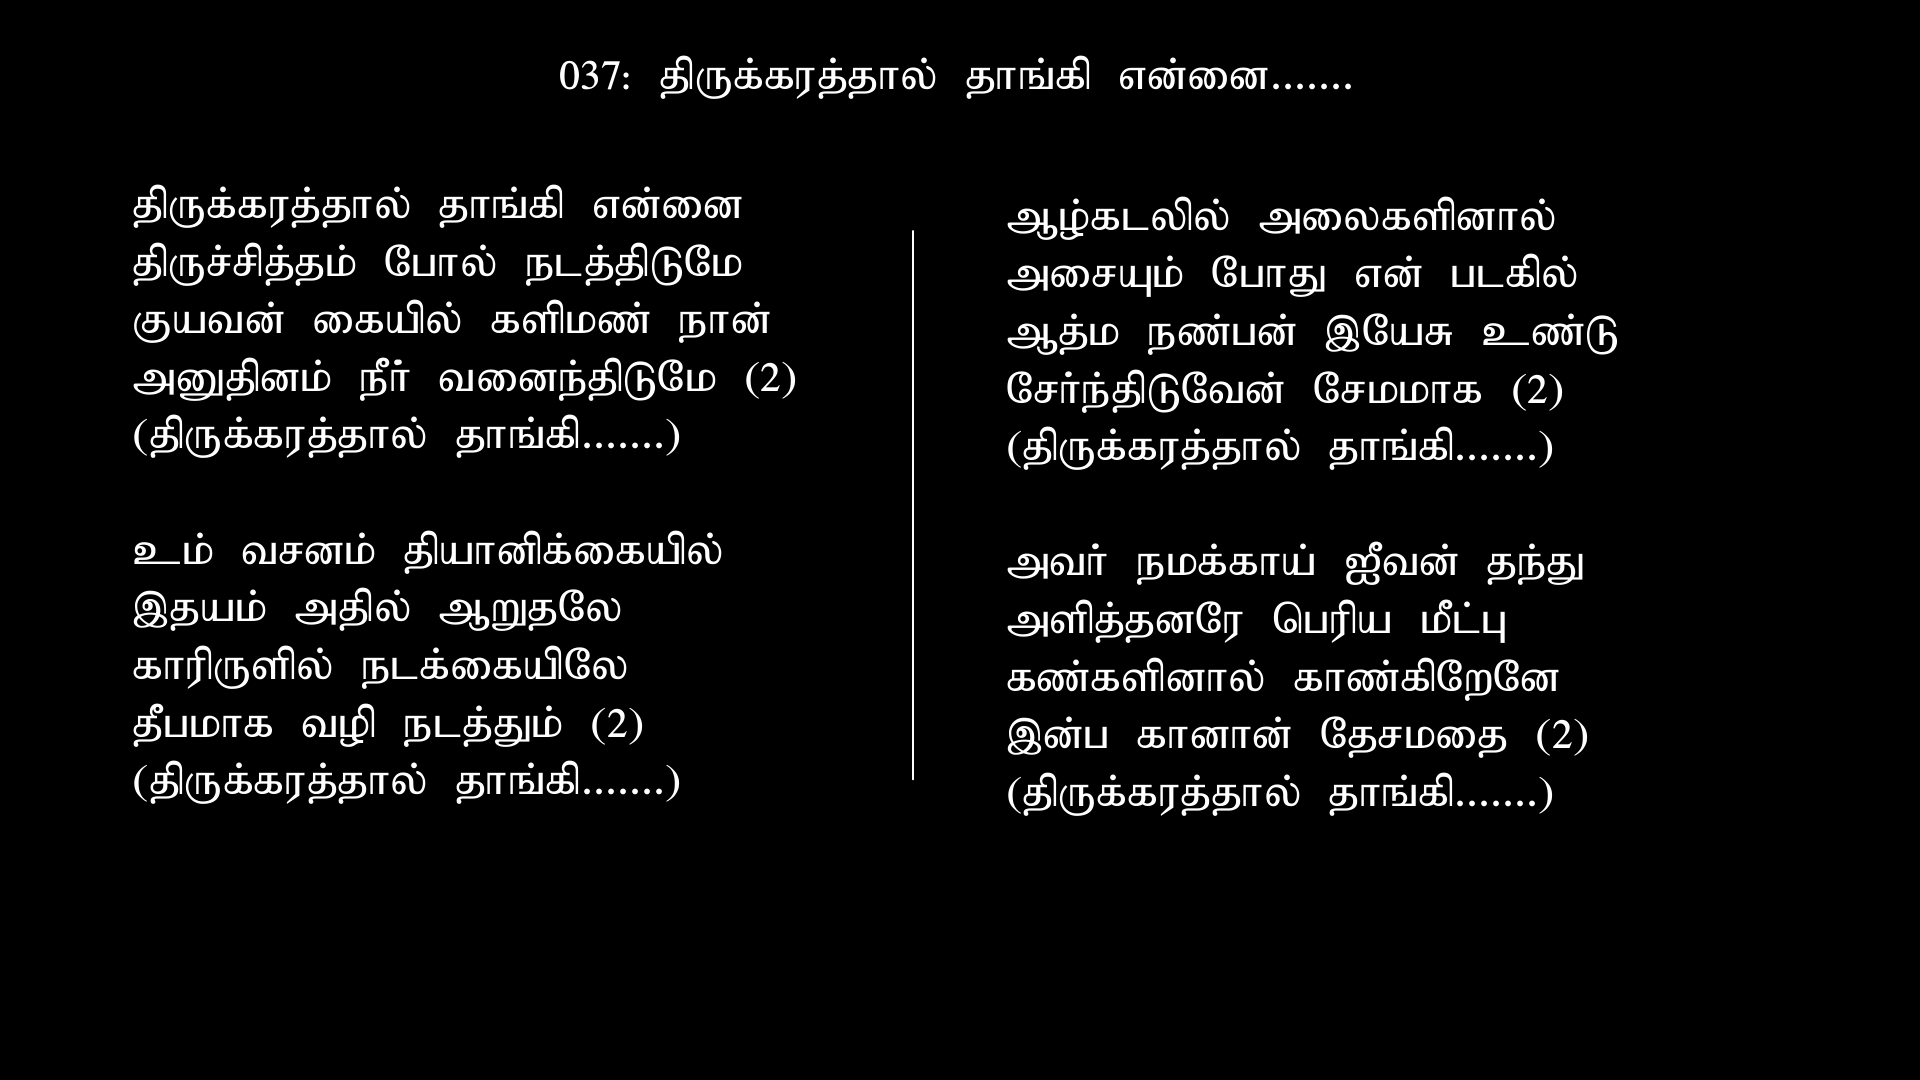 037: திருக்கரத்தால் தாங்கி என்னை.......
திருக்கரத்தால் தாங்கி என்னை
திருச்சித்தம் போல் நடத்திடுமே
குயவன் கையில் களிமண் நான்
அனுதினம் நீர் வனைந்திடுமே (2)
(திருக்கரத்தால் தாங்கி.......)
உம் வசனம் தியானிக்கையில்
இதயம் அதில் ஆறுதலே
காரிருளில் நடக்கையிலே
தீபமாக வழி நடத்தும் (2)
(திருக்கரத்தால் தாங்கி.......)
ஆழ்கடலில் அலைகளினால்
அசையும் போது என் படகில்
ஆத்ம நண்பன் இயேசு உண்டு
சேர்ந்திடுவேன் சேமமாக (2)
(திருக்கரத்தால் தாங்கி.......)
அவர் நமக்காய் ஜீவன் தந்து
அளித்தனரே பெரிய மீட்பு
கண்களினால் காண்கிறேனே
இன்ப கானான் தேசமதை (2)
(திருக்கரத்தால் தாங்கி.......)